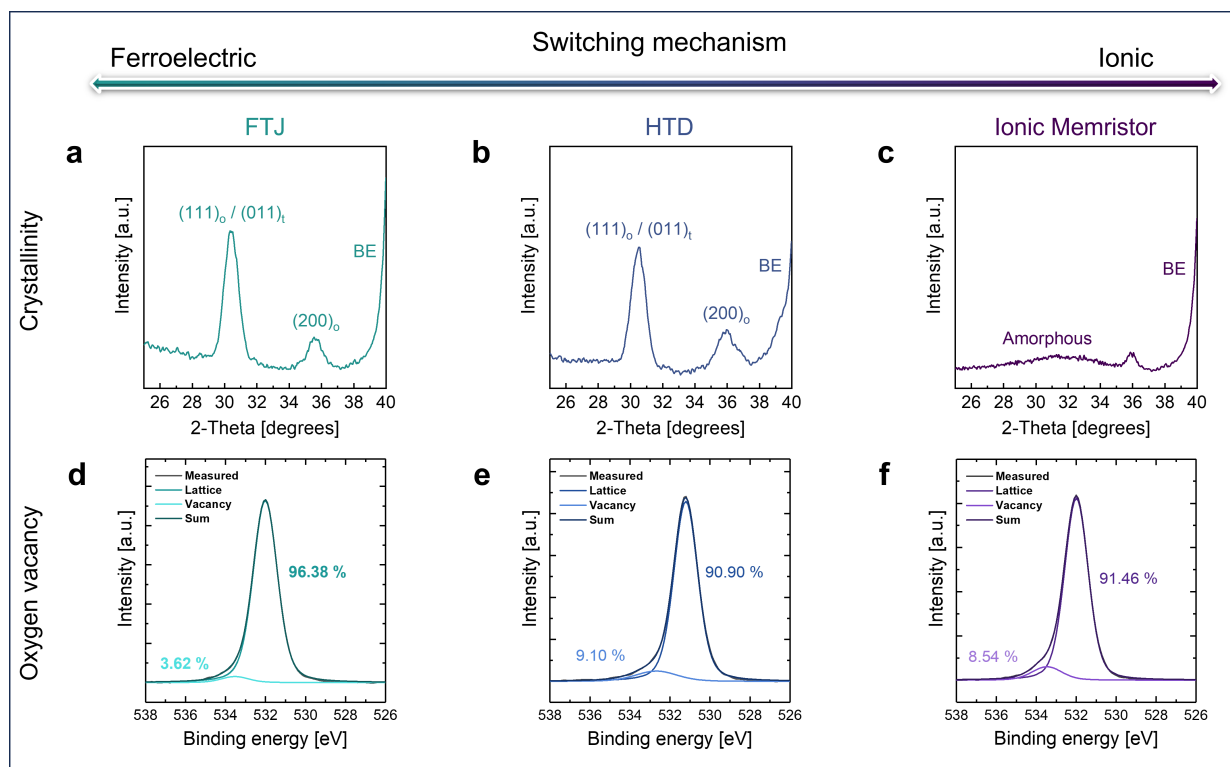 Switching mechanism
Ferroelectric
Ionic
FTJ
HTD
Ionic Memristor
Crystallinity
a
Intensity [a.u.]
(111)o / (011)t
(200)o
BE
26 28 30 32 34 36 38 40
2-Theta [degrees]
b
Intensity [a.u.]
(111)o / (011)t
(200)o
BE
26 28 30 32 34 36 38 40
2-Theta [degrees]
c
Intensity [a.u.]
Amorphous
BE
26 28 30 32 34 36 38 40
2-Theta [degrees]
Oxygen vacancy
d
Intensity [a.u.]
Measured
Lattice
Vacancy
Sum
96.38 %
3.62 %
538 536 534 532 530 528 526
Binding energy [eV]
e
Intensity [a.u.]
Measured
Lattice
Vacancy
Sum
90.90 %
9.10 %
538 536 534 532 530 528 526
Binding energy [eV]
f
Intensity [a.u.]
Measured
Lattice
Vacancy
Sum
91.46 %
8.54 %
538 536 534 532 530 528 526
Binding energy [eV]